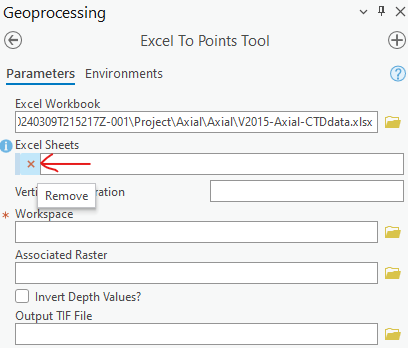 Geoprocessing
Excel To Points Tool
Parameters Environments
Excel Workbook
0240309T215217Z-001\Project\Axial\Axial\V2015-Axial-CTDdata.xlsx
Excel Sheets
Verti ration
Remove
* Workspace
Associated Raster
Invert Depth Values?
Output TIF File